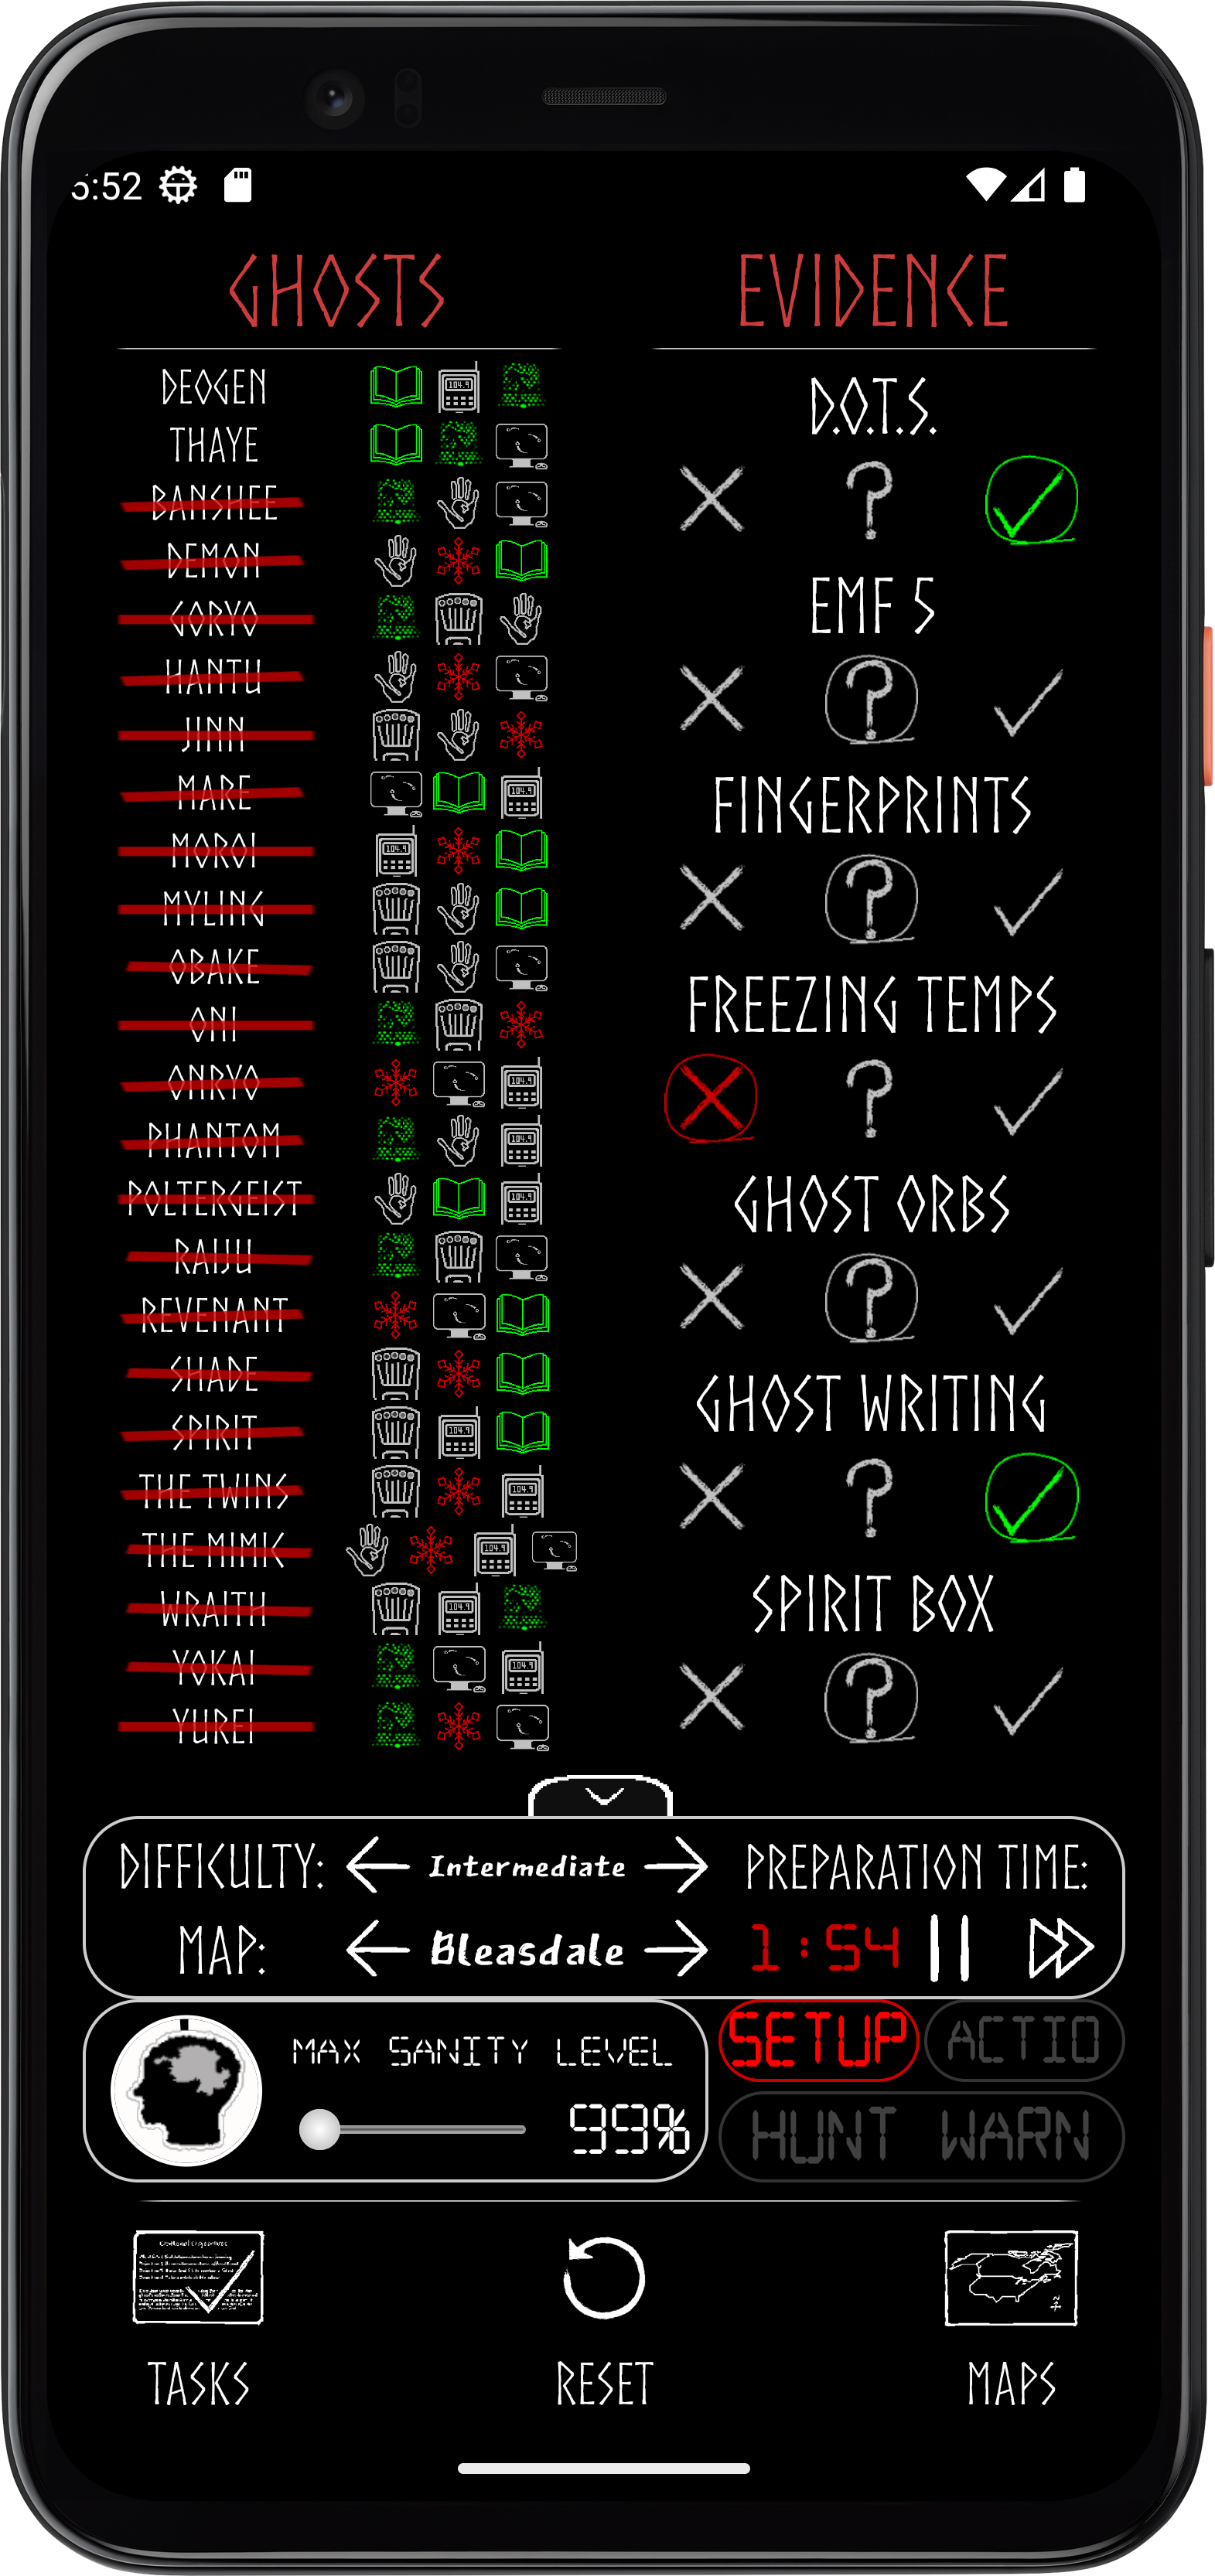 5:52
GHOSTS
DEOGEN
THAYE
BANSHEE
DEMON
GORYO
HANTU
JINN
MARE
MOROI
MYLING
OBAKE
ONI
ONRYO
PHANTOM
POLTERGEIST
RAIJU
REVENANT
SHADE
SPIRIT
THE TWINS
THE MIMIC
WRAITH
YOKAI
YUREI
EVIDENCE
D.O.T.S.
EMF 5
FINGERPRINTS
FREEZING TEMPS
GHOST ORBS
GHOST WRITING
SPIRIT BOX
DIFFICULTY: Intermediate
MAP: Bleasdale
PREPARATION TIME:
1:54
MAX SANITY LEVEL
99%
SETUP ACTIO
HUNT WARN
TASKS RESET MAPS